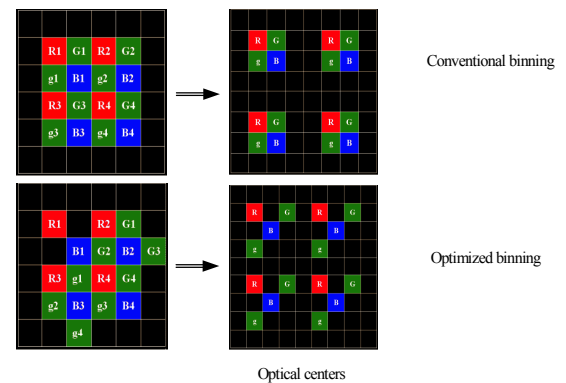 R1 G1 R2 G2
g1 B1 g2 B2
R3 G3 R4 G4
g3 B3 g4 B4
R G R G
g B g B
R G R G
g B g B
Conventional binning
R1 R2 G1
B1 G2 B2 G3
R3 g1 R4 G4
g2 B3 g3 B4
g4
R G R G
B B
g g
R G R G
B B
g g
Optimized binning
Optical centers